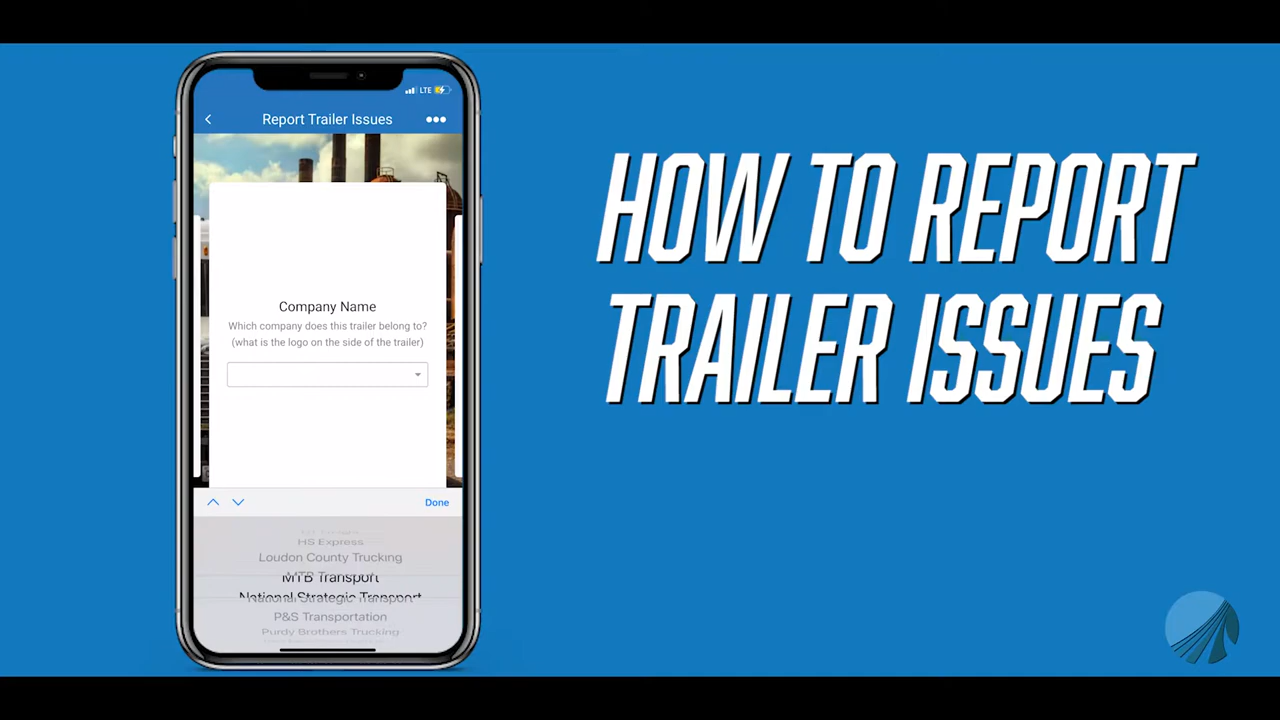 LTE
Report Trailer Issues
Company Name
Which company does this trailer belong to?
(what is the logo on the side of the trailer)
Done
HS Express
Loudon County Trucking
MTB Transport
National Strategic Transport
P&S Transportation
Purdy Brothers Trucking
HOW TO REPORT
TRAILER ISSUES